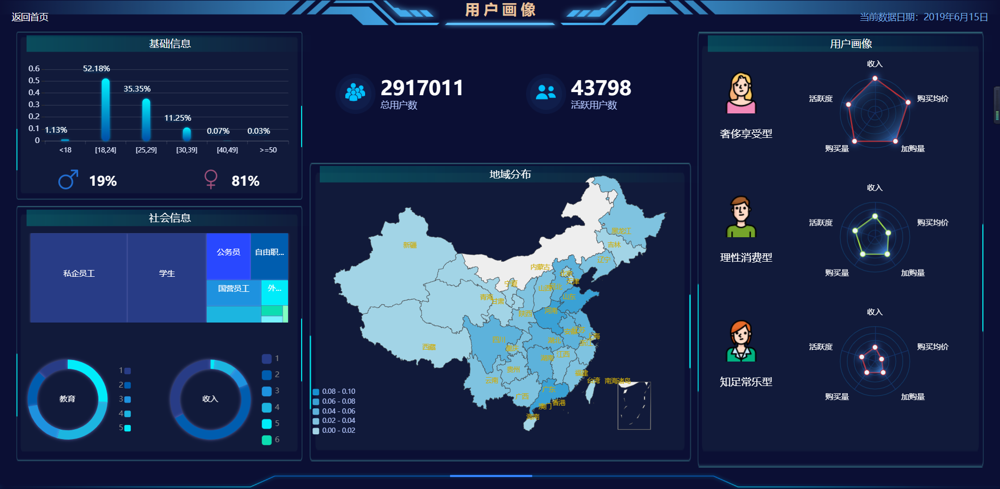 用户画像
返回首页
当前数据日期：2019年6月15日
基础信息
0.6
0.5
0.4
0.3
0.2
0.1
0
1.13%
52.18%
35.35%
11.25%
0.07%
0.03%
<18
[18,24]
[25,29]
[30,39]
[40,49]
>=50
19%
81%
社会信息
私企员工
学生
公务员
自由职...
国营员工
外...
教育
1
2
3
4
5
收入
1
2
3
4
5
6
2917011
总用户数
43798
活跃用户数
地域分布
黑龙江
吉林
辽宁
新疆
内蒙古
北京
天津
宁夏
山西
河北
山东
青海
甘肃
陕西
河南
江苏
安徽
上海
四川
湖北
浙江
西藏
重庆
江西
湖南
贵州
福建
云南
台湾
南海诸岛
广东
广西
香港
澳门
海南
0.08 - 0.10
0.06 - 0.08
0.04 - 0.06
0.02 - 0.04
0.00 - 0.02
用户画像
奢侈享受型
收入
活跃度
购买均价
购买量
加购量
理性消费型
收入
活跃度
购买均价
购买量
加购量
知足常乐型
收入
活跃度
购买均价
购买量
加购量